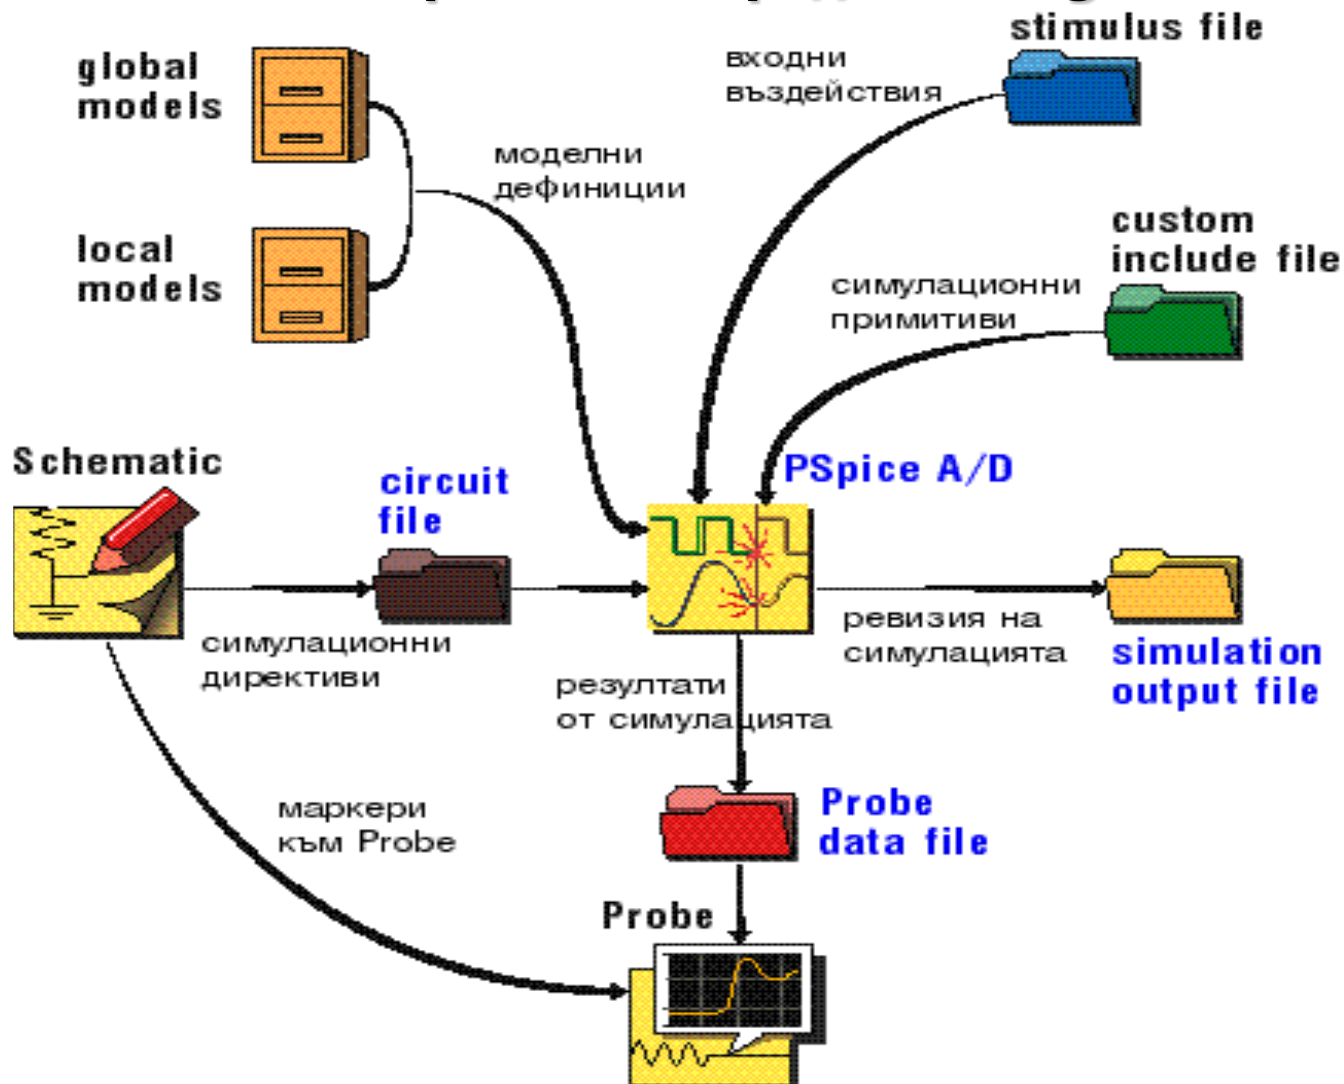 stimulus file
global
models
входни
въздействия
моделни
дефиниции
local
models
custom
include file
симулационни
примитиви
Schematic
circuit
file
PSpice A/D
симулационни
директиви
ревизия на
симулацията
simulation
output file
резултати
от симулацията
маркери
към Probe
Probe
data file
Probe